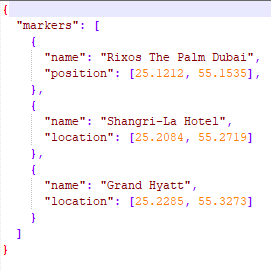 {
"markers": [
{
"name": "Rixos The Palm Dubai",
"position": [25.1212, 55.1535],
},
{
"name": "Shangri-La Hotel",
"location": [25.2084, 55.2719]
},
{
"name": "Grand Hyatt",
"location": [25.2285, 55.3273]
}
]
}